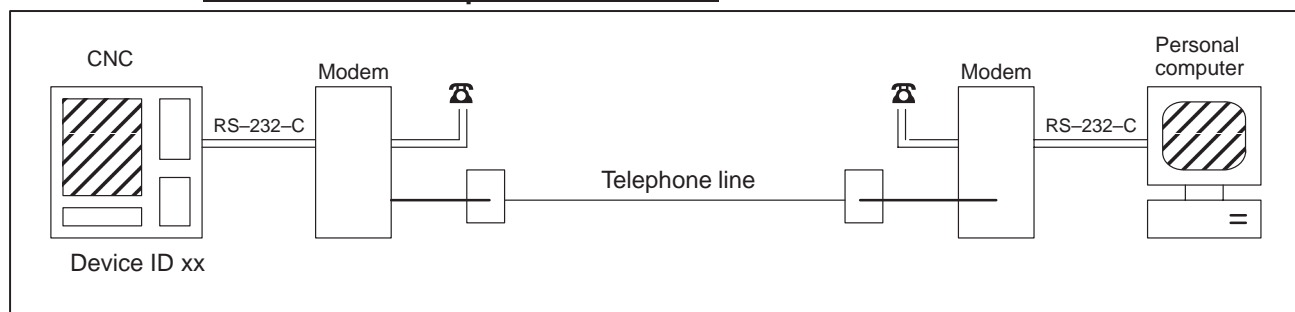 CNC
Modem
Modem
Personal
computer
RS–232–C
RS–232–C
Telephone line
Device ID xx